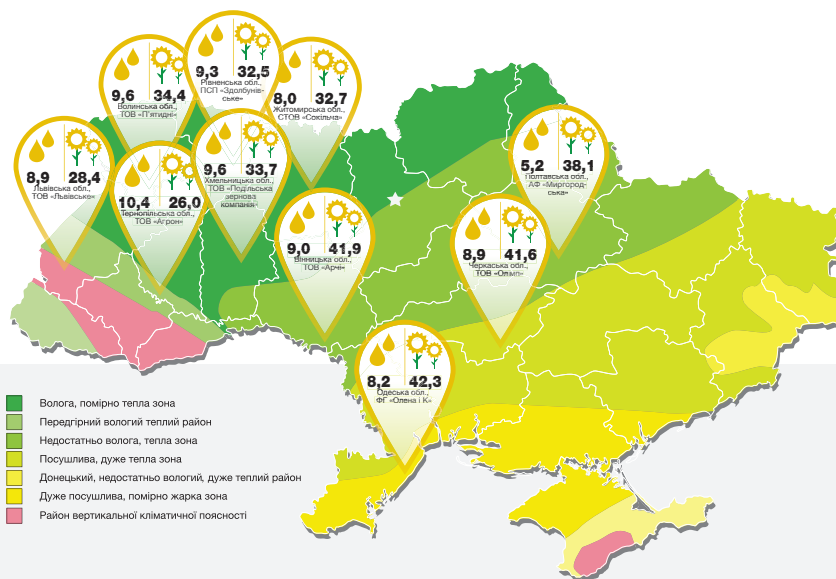 9,3 32,5
Рівненська обл.,
ПСП «Здолбунів-
ське»
9,6 34,4
Волинська обл.,
ТОВ «П'ятидні»
8,0 32,7
Житомирська обл.,
СТОВ «Сокільча»
8,9 28,4
Львівська обл.,
ТОВ «Львівське»
10,4 26,0
Тернопільська обл.,
ТОВ «Агрон»
9,6 33,7
Хмельницька обл.,
ТОВ «Подільська
зернова
компанія»
5,2 38,1
Полтавська обл.,
АФ «Миргород-
ська»
9,0 41,9
Вінницька обл.,
ТОВ «Арчі»
8,9 41,6
Черкаська обл.,
ТОВ «Олімп»
8,2 42,3
Одеська обл.,
ФГ «Олена і К»
Волога, помірно тепла зона
Передгірний вологий теплий район
Недостатньо волога, тепла зона
Посушлива, дуже тепла зона
Донецький, недостатньо вологий, дуже теплий район
Дуже посушлива, помірно жарка зона
Район вертикальної кліматичної поясності